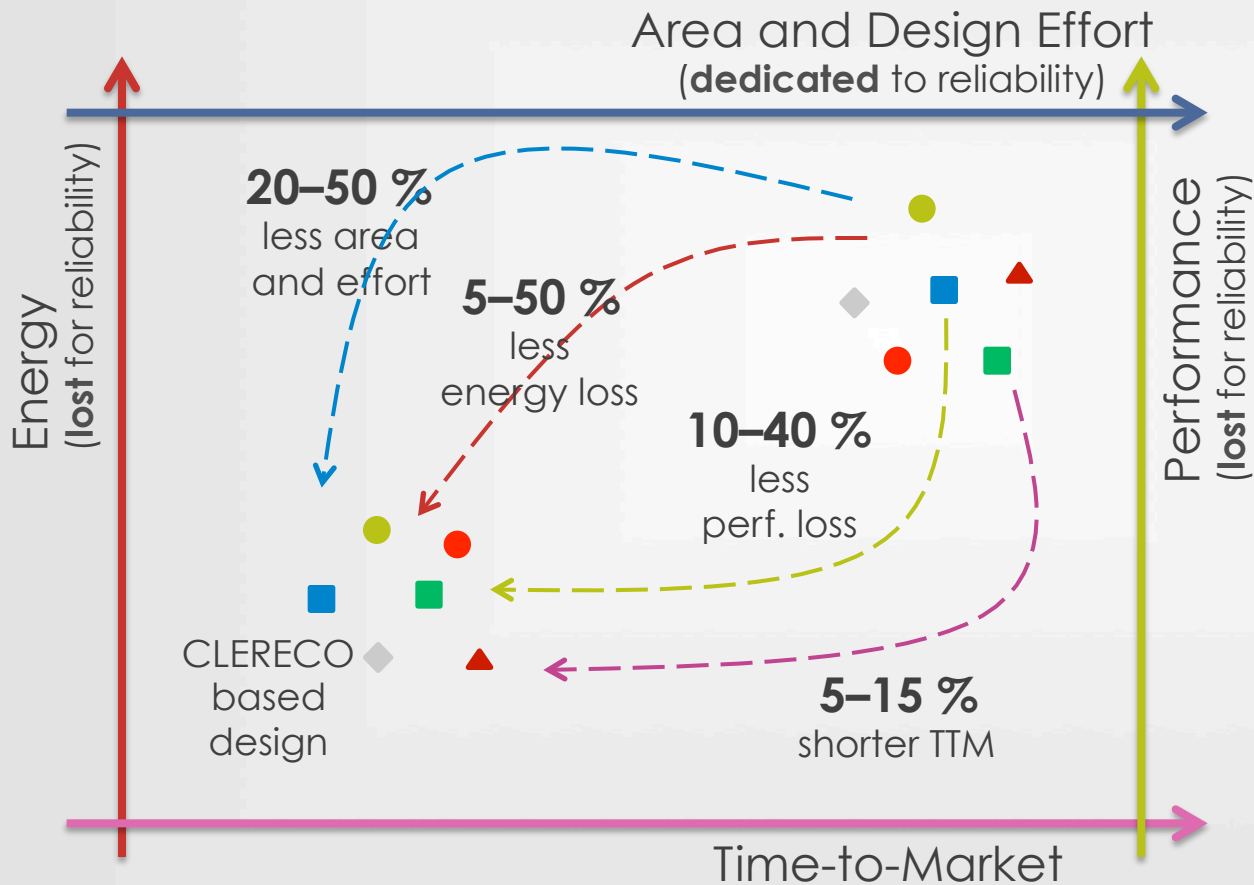 Area and Design Effort
(dedicated to reliability)
Energy
(lost for reliability)
20–50 %
less area
and effort
5–50 %
less
energy loss
10–40 %
less
perf. loss
Performance
(lost for reliability)
CLERECO
based
design
5–15 %
shorter TTM
Time-to-Market